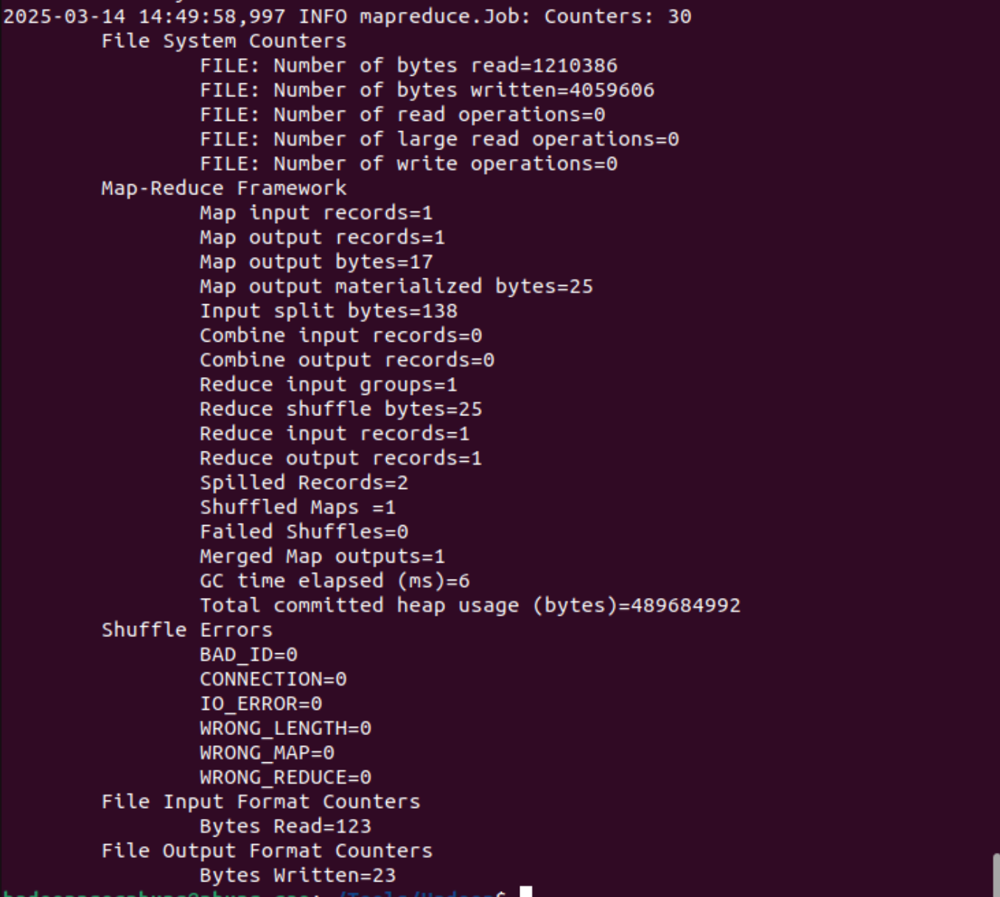 2025-03-14 14:49:58,997 INFO mapreduce.Job: Counters: 30
File System Counters
FILE: Number of bytes read=1210386
FILE: Number of bytes written=4059606
FILE: Number of read operations=0
FILE: Number of large read operations=0
FILE: Number of write operations=0
Map-Reduce Framework
Map input records=1
Map output records=1
Map output bytes=17
Map output materialized bytes=25
Input split bytes=138
Combine input records=0
Combine output records=0
Reduce input groups=1
Reduce shuffle bytes=25
Reduce input records=1
Reduce output records=1
Spilled Records=2
Shuffled Maps =1
Failed Shuffles=0
Merged Map outputs=1
GC time elapsed (ms)=6
Total committed heap usage (bytes)=489684992
Shuffle Errors
BAD_ID=0
CONNECTION=0
IO_ERROR=0
WRONG_LENGTH=0
WRONG_MAP=0
WRONG_REDUCE=0
File Input Format Counters
Bytes Read=123
File Output Format Counters
Bytes Written=23